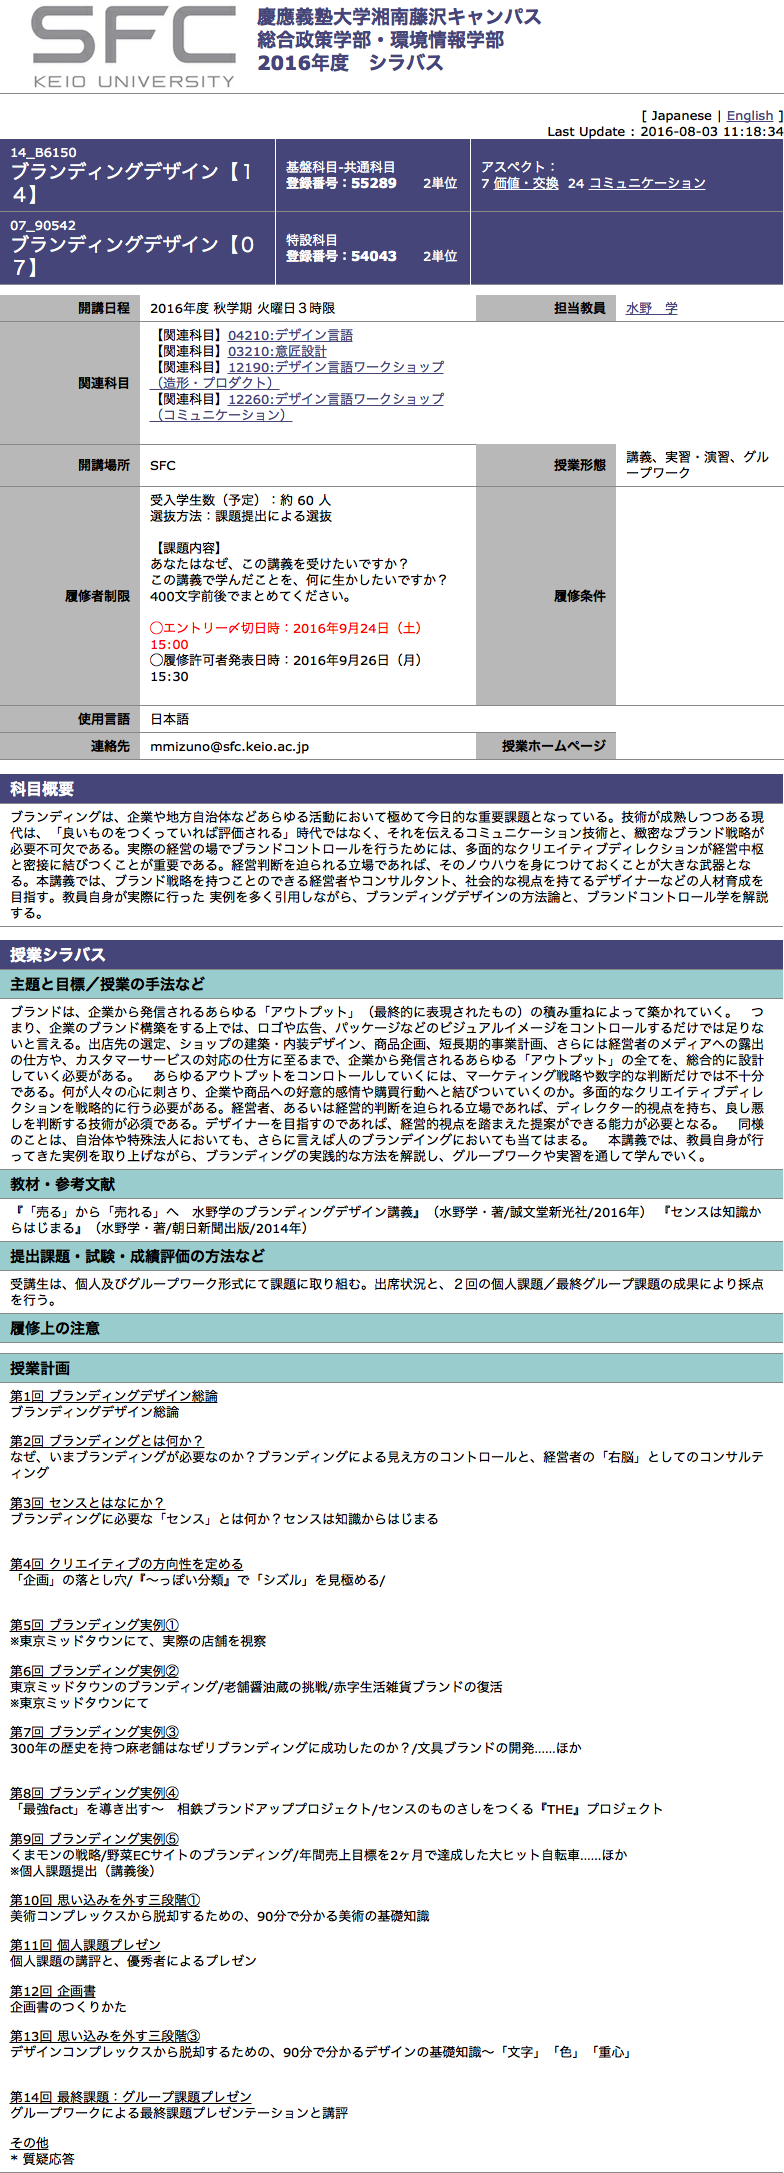 SFC
KEIO UNIVERSITY
慶應義塾大学湘南藤沢キャンパス
総合政策学部・環境情報学部
2016年度　シラバス
[ Japanese | English ]
Last Update : 2016-08-03 11:18:34
14_B6150
ブランディングデザイン【１
４】
基盤科目-共通科目
登録番号：55289　　2単位
アスペクト：
7 価値・交換　24 コミュニケーション
07_90542
ブランディングデザイン【０
７】
特設科目
登録番号：54043　　2単位
開講日程
2016年度 秋学期 火曜日３時限
担当教員
水野　学
関連科目
【関連科目】04210:デザイン言語
【関連科目】03210:意匠設計
【関連科目】12190:デザイン言語ワークショップ
（造形・プロダクト）
【関連科目】12260:デザイン言語ワークショップ
（コミュニケーション）
開講場所
SFC
授業形態
講義、実習・演習、グル
ープワーク
履修者制限
受入学生数（予定）：約 60 人
選抜方法：課題提出による選抜
【課題内容】
あなたはなぜ、この講義を受けたいですか？
この講義で学んだことを、何に生かしたいですか？
400文字前後でまとめてください。
◯エントリー〆切日時：2016年9月24日（土）
15:00
◯履修許可者発表日時：2016年9月26日（月）
15:30
履修条件
使用言語
日本語
連絡先
mmizuno@sfc.keio.ac.jp
授業ホームページ
科目概要
ブランディングは、企業や地方自治体などあらゆる活動において極めて今日的な重要課題となっている。技術が成熟しつつある現
代は、「良いものをつくっていれば評価される」時代ではなく、それを伝えるコミュニケーション技術と、緻密なブランド戦略が
必要不可欠である。実際の経営の場でブランドコントロールを行うためには、多面的なクリエイティブディレクションが経営中枢
と密接に結びつくことが重要である。経営判断を迫られる立場であれば、そのノウハウを身につけておくことが大きな武器とな
る。本講義では、ブランド戦略を持つことのできる経営者やコンサルタント、社会的な視点を持てるデザイナーなどの人材育成を
目指す。教員自身が実際に行った 実例を多く引用しながら、ブランディングデザインの方法論と、ブランドコントロール学を解説
する。
授業シラバス
主題と目標／授業の手法など
ブランドは、企業から発信されるあらゆる「アウトプット」（最終的に表現されたもの）の積み重ねによって築かれていく。　つ
まり、企業のブランド構築をする上では、ロゴや広告、パッケージなどのビジュアルイメージをコントロールするだけでは足りな
いと言える。出店先の選定、ショップの建築・内装デザイン、商品企画、短長期的事業計画、さらには経営者のメディアへの露出
の仕方や、カスタマーサービスの対応の仕方に至るまで、企業から発信されるあらゆる「アウトプット」の全てを、総合的に設計
していく必要がある。　あらゆるアウトプットをコンロトールしていくには、マーケティング戦略や数字的な判断だけでは不十分
である。何が人々の心に刺さり、企業や商品への好意的感情や購買行動へと結びついていくのか。多面的なクリエイティブディレ
クションを戦略的に行う必要がある。経営者、あるいは経営的判断を迫られる立場であれば、ディレクター的視点を持ち、良し悪
しを判断する技術が必須である。デザイナーを目指すのであれば、経営的視点を踏まえた提案ができる能力が必要となる。　同様
のことは、自治体や特殊法人においても、さらに言えば人のブランデイングにおいても当てはまる。　本講義では、教員自身が行
ってきた実例を取り上げながら、ブランディングの実践的な方法を解説し、グループワークや実習を通して学んでいく。
教材・参考文献
『「売る」から「売れる」へ　水野学のブランディングデザイン講義』（水野学・著/誠文堂新光社/2016年）　『センスは知識か
らはじまる』（水野学・著/朝日新聞出版/2014年）
提出課題・試験・成績評価の方法など
受講生は、個人及びグループワーク形式にて課題に取り組む。出席状況と、２回の個人課題／最終グループ課題の成果により採点
を行う。
履修上の注意
授業計画
第1回 ブランディングデザイン総論
ブランディングデザイン総論
第2回 ブランディングとは何か？
なぜ、いまブランディングが必要なのか？ブランディングによる見え方のコントロールと、経営者の「右脳」としてのコンサルテ
ィング
第3回 センスとはなにか？
ブランディングに必要な「センス」とは何か？センスは知識からはじまる
第4回 クリエイティブの方向性を定める
「企画」の落とし穴/『〜っぽい分類』で「シズル」を見極める/
第5回 ブランディング実例①
※東京ミッドタウンにて、実際の店舗を視察
第6回 ブランディング実例②
東京ミッドタウンのブランディング/老舗醤油蔵の挑戦/赤字生活雑貨ブランドの復活
※東京ミッドタウンにて
第7回 ブランディング実例③
300年の歴史を持つ麻老舗はなぜリブランディングに成功したのか？/文具ブランドの開発……ほか
第8回 ブランディング実例④
「最強fact」を導き出す〜　相鉄ブランドアッププロジェクト/センスのものさしをつくる『THE』プロジェクト
第9回 ブランディング実例⑤
くまモンの戦略/野菜ECサイトのブランディング/年間売上目標を2ヶ月で達成した大ヒット自転車……ほか
※個人課題提出（講義後）
第10回 思い込みを外す三段階①
美術コンプレックスから脱却するための、90分で分かる美術の基礎知識
第11回 個人課題プレゼン
個人課題の講評と、優秀者によるプレゼン
第12回 企画書
企画書のつくりかた
第13回 思い込みを外す三段階③
デザインコンプレックスから脱却するための、90分で分かるデザインの基礎知識〜「文字」「色」「重心」
第14回 最終課題：グループ課題プレゼン
グループワークによる最終課題プレゼンテーションと講評
その他
* 質疑応答